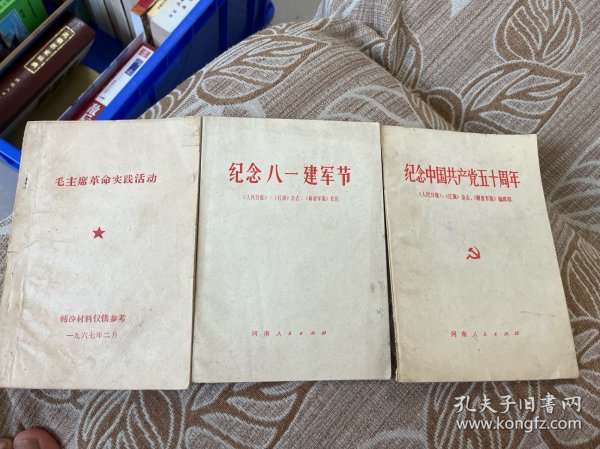 毛主席革命实践活动
传抄材料仅供参考
一九六七年二月
纪念八一建军节
《人民日报》、《红旗》杂志、《解放军报》社论
河南人民出版社
纪念中国共产党五十周年
《人民日报》、《红旗》杂志、《解放军报》编辑部
河南人民出版社
孔夫子旧书网
www.kongfz.com